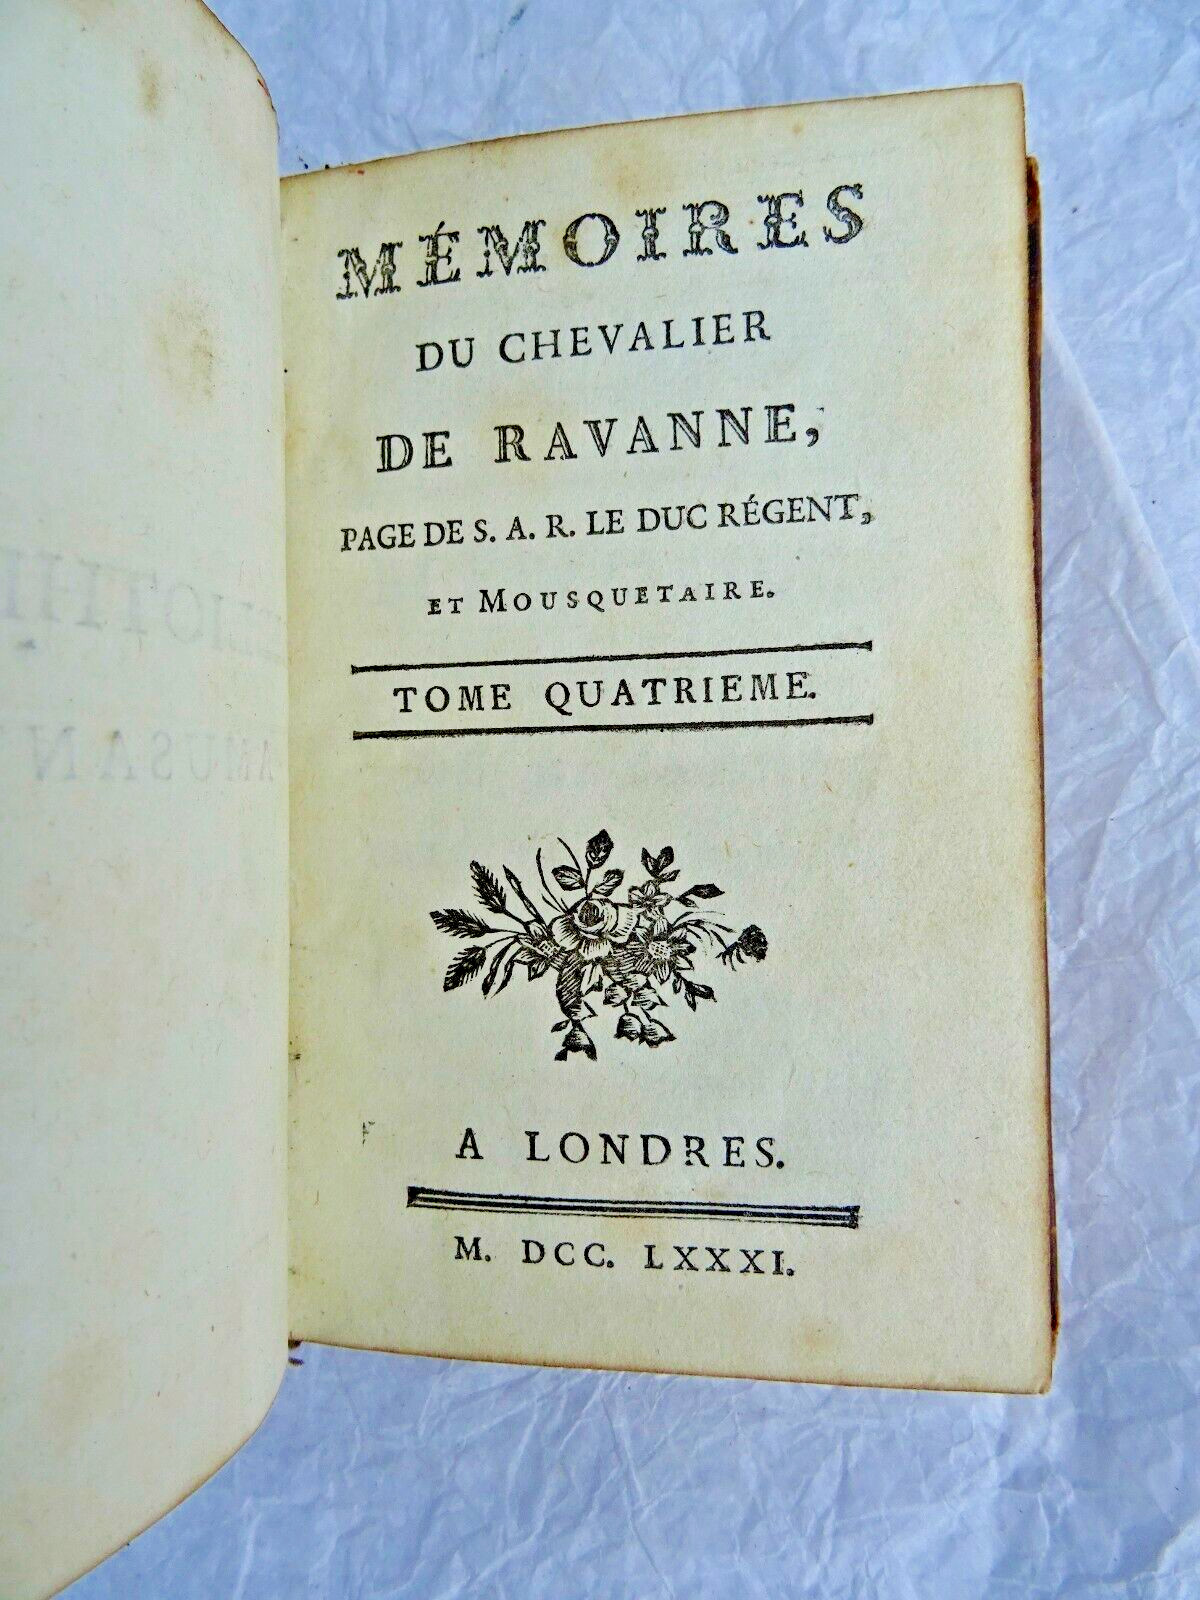 MÉMOIRES
DU CHEVALIER
DE RAVANNE,
PAGE DE S. A. R. LE DUC RÉGENT,
ET MOUSQUETAIRE.
TOME QUATRIEME.
A LONDRES.
M. DCC. LXXXI.